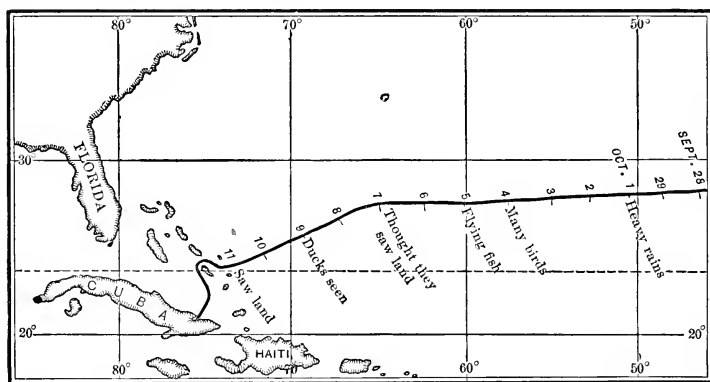 80° 70° 60° 50°
30°
FLORIDA
SEPT. 28
29
OCT. 1
2
3
4
5
6
7
8
9
10
11
Heavy rains
Many birds
Flying fish
Thought they
saw land
Ducks seen
Saw land
CUBA
HAITI
20° 20°
80° 70° 60° 50°